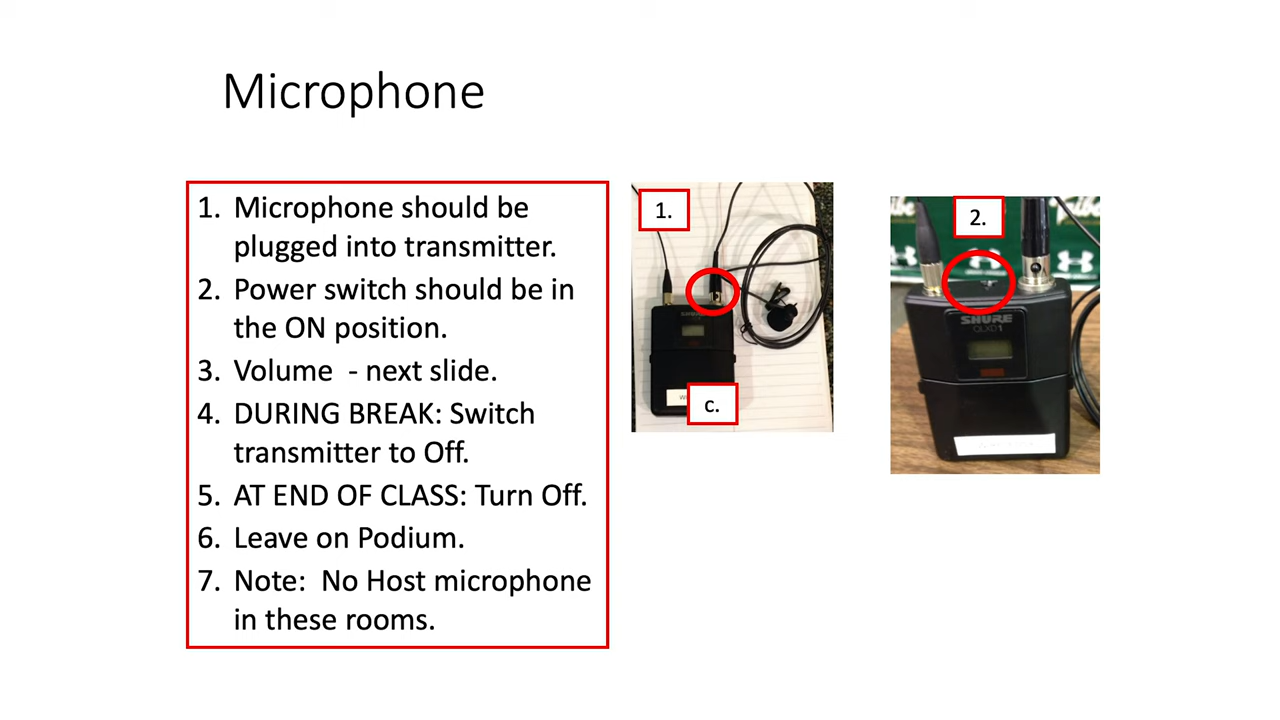 Microphone
1. Microphone should be
plugged into transmitter.
2. Power switch should be in
the ON position.
3. Volume - next slide.
4. DURING BREAK: Switch
transmitter to Off.
5. AT END OF CLASS: Turn Off.
6. Leave on Podium.
7. Note: No Host microphone
in these rooms.
1.
c.
2.
SHURE
QLXD1